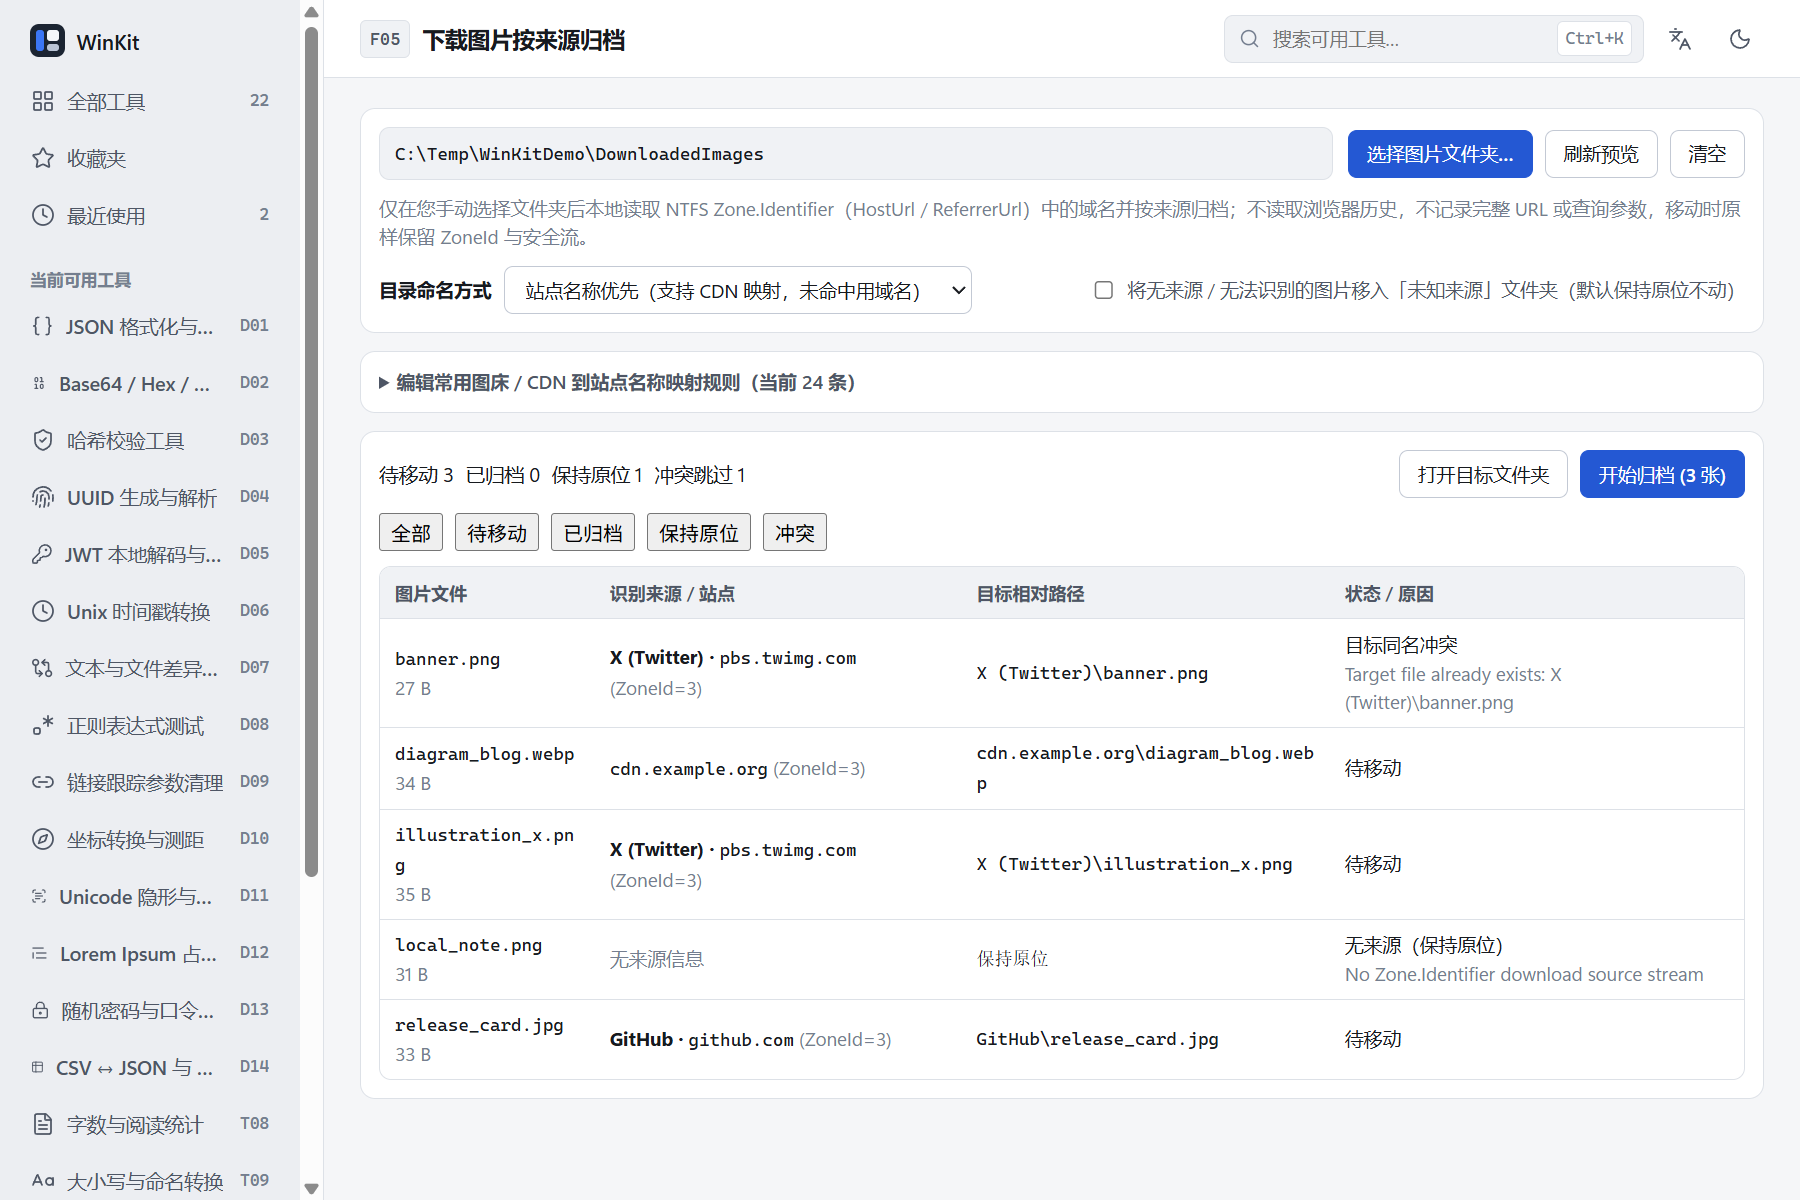 WinKit
全部工具 22
收藏夹
最近使用 2
当前可用工具
JSON 格式化与... D01
Base64 / Hex / ... D02
哈希校验工具 D03
UUID 生成与解析 D04
JWT 本地解码与... D05
Unix 时间戳转换 D06
文本与文件差异... D07
正则表达式测试 D08
链接跟踪参数清理 D09
坐标转换与测距 D10
Unicode 隐形与... D11
Lorem Ipsum 占... D12
随机密码与口令... D13
CSV ↔ JSON 与 ... D14
字数与阅读统计 T08
大小写与命名转换 T09
F05 下载图片按来源归档
搜索可用工具... Ctrl+K
C:\Temp\WinKitDemo\DownloadedImages
选择图片文件夹... 刷新预览 清空
仅在您手动选择文件夹后本地读取 NTFS Zone.Identifier（HostUrl / ReferrerUrl）中的域名并按来源归档；不读取浏览器历史，不记录完整 URL 或查询参数，移动时原
样保留 ZoneId 与安全流。
目录命名方式 站点名称优先（支持 CDN 映射，未命中用域名） 将无来源 / 无法识别的图片移入「未知来源」文件夹（默认保持原位不动）
▶ 编辑常用图床 / CDN 到站点名称映射规则（当前 24 条）
待移动 3 已归档 0 保持原位 1 冲突跳过 1
打开目标文件夹 开始归档 (3 张)
全部 待移动 已归档 保持原位 冲突
图片文件 识别来源 / 站点 目标相对路径 状态 / 原因
banner.png
27 B
X (Twitter) · pbs.twimg.com
(ZoneId=3)
X (Twitter)\banner.png
目标同名冲突
Target file already exists: X
(Twitter)\banner.png
diagram_blog.webp
34 B
cdn.example.org (ZoneId=3)
cdn.example.org\diagram_blog.web
p
待移动
illustration_x.pn
g
35 B
X (Twitter) · pbs.twimg.com
(ZoneId=3)
X (Twitter)\illustration_x.png
待移动
local_note.png
31 B
无来源信息
保持原位
无来源（保持原位）
No Zone.Identifier download source stream
release_card.jpg
33 B
GitHub · github.com (ZoneId=3)
GitHub\release_card.jpg
待移动